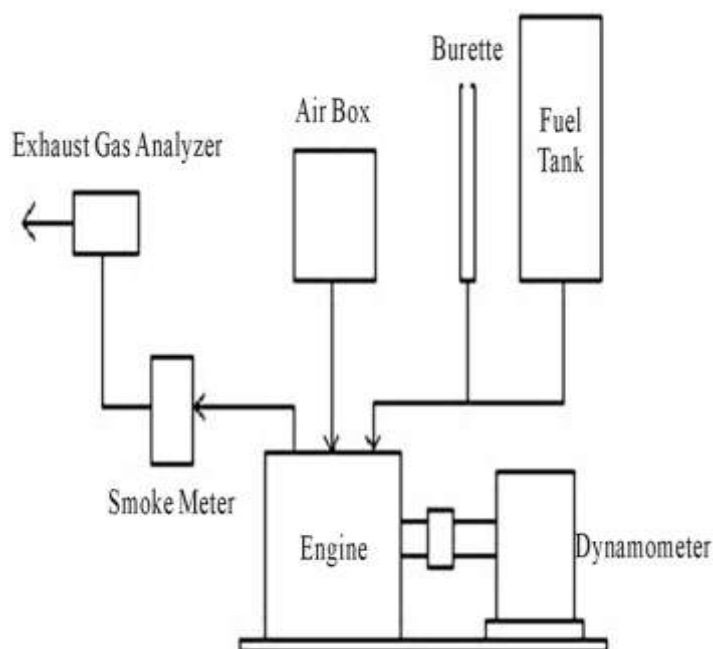 Burette
Fuel
Tank
Air Box
Exhaust Gas Analyzer
Smoke Meter
Engine
Dynamometer